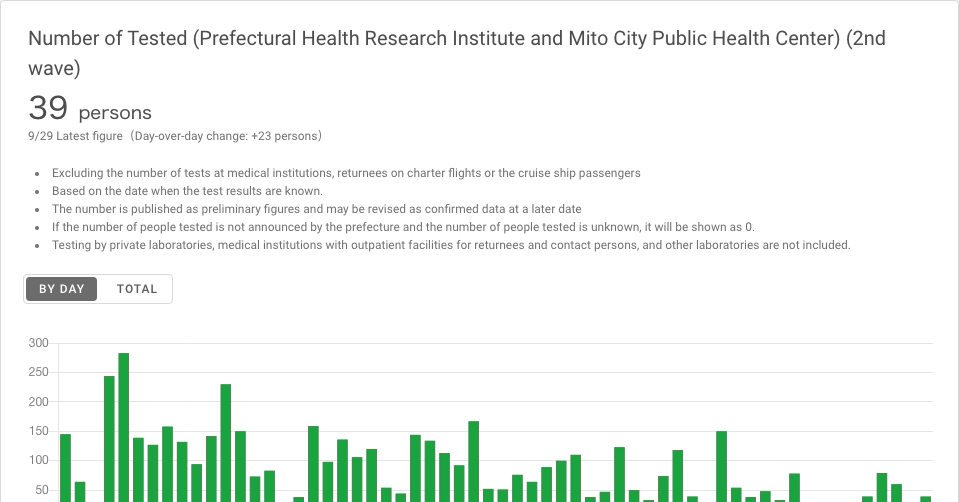 Number of Tested (Prefectural Health Research Institute and Mito City Public Health Center) (2nd
wave)
39 persons
9/29 Latest figure（Day-over-day change: +23 persons）
• Excluding the number of tests at medical institutions, returnees on charter flights or the cruise ship passengers
• Based on the date when the test results are known.
• The number is published as preliminary figures and may be revised as confirmed data at a later date
• If the number of people tested is not announced by the prefecture and the number of people tested is unknown, it will be shown as 0.
• Testing by private laboratories, medical institutions with outpatient facilities for returnees and contact persons, and other laboratories are not included.
BY DAY TOTAL
300
250
200
150
100
50